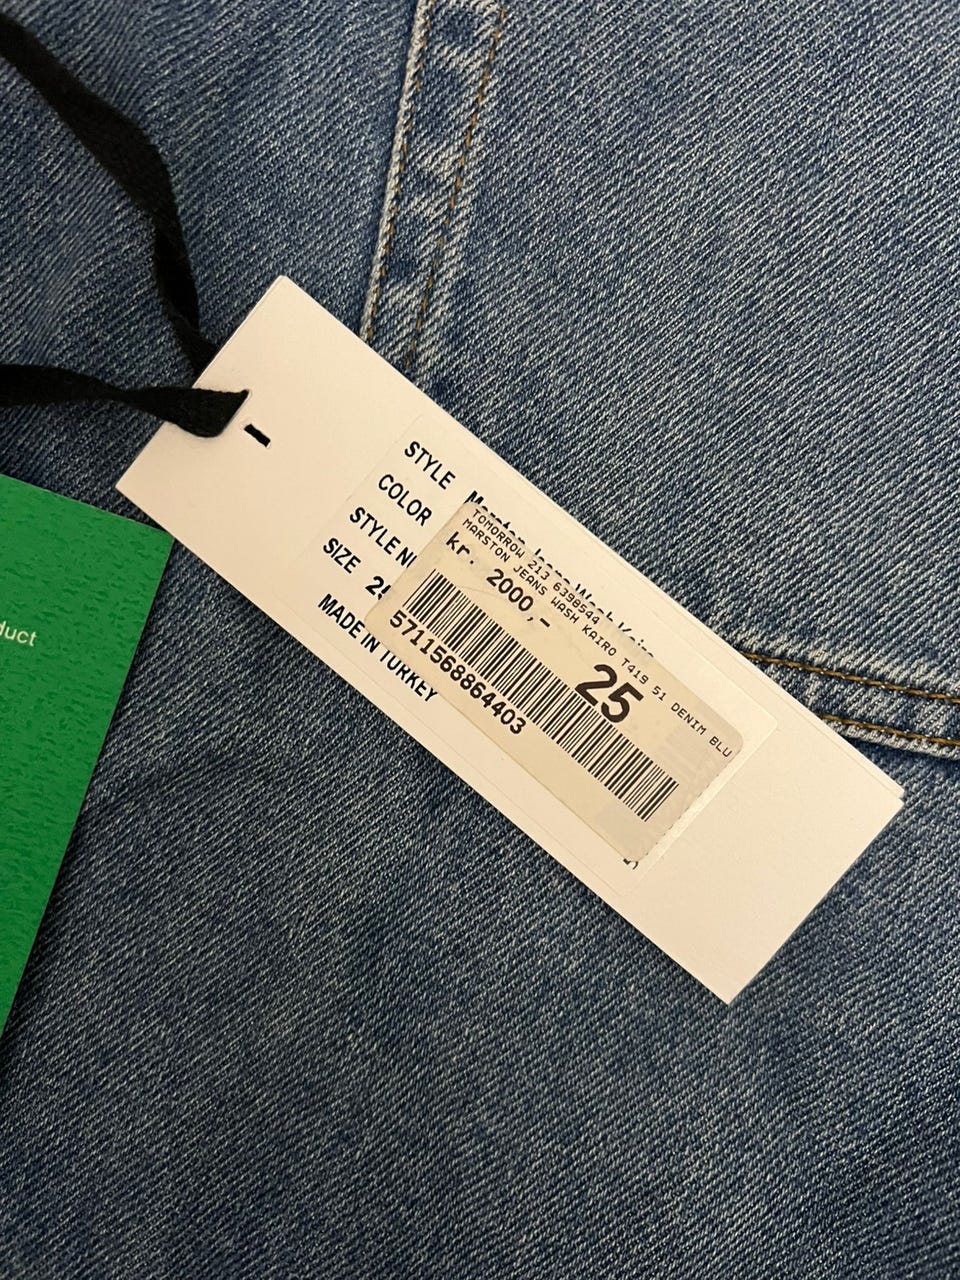 duct
STYLE
COLOR
STYLE
SIZE
MADE IN TURKEY
TOMORROW 213 6398544
MARSTON JEANS WASH KAIRO T419 51 DENIM BLU
kr. 2000,-
25
5711568864403